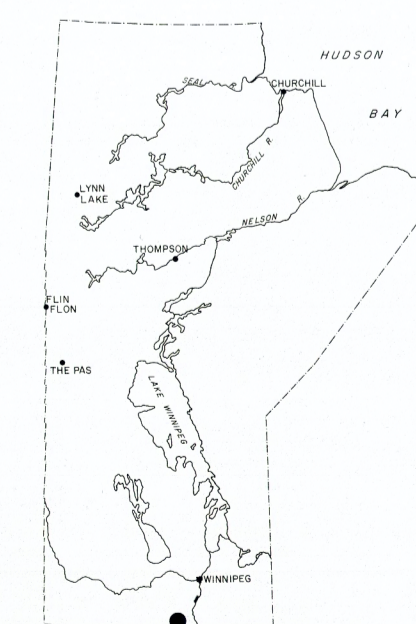 HUDSON
BAY
SEAL R
CHURCHILL
CHURCHILL R.
LYNN
LAKE
NELSON R
THOMPSON
FLIN
FLON
THE PAS
LAKE WINNIPEG
WINNIPEG